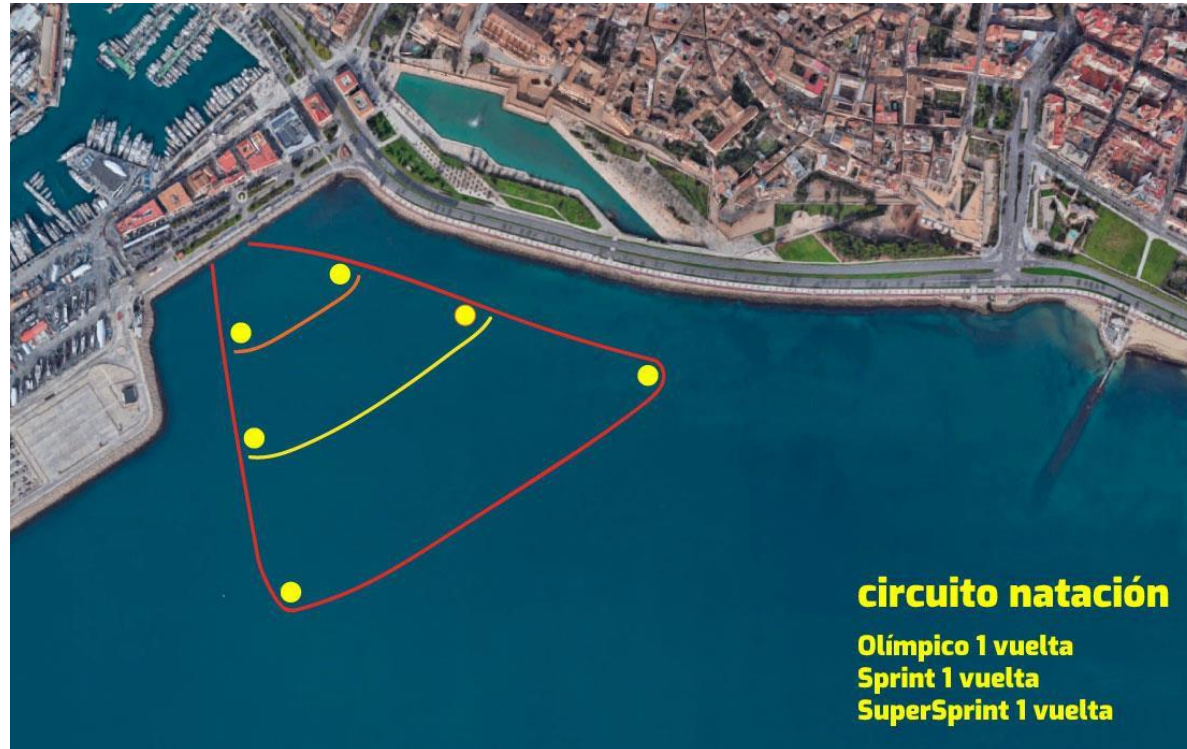 circuito natación
Olímpico 1 vuelta
Sprint 1 vuelta
SuperSprint 1 vuelta